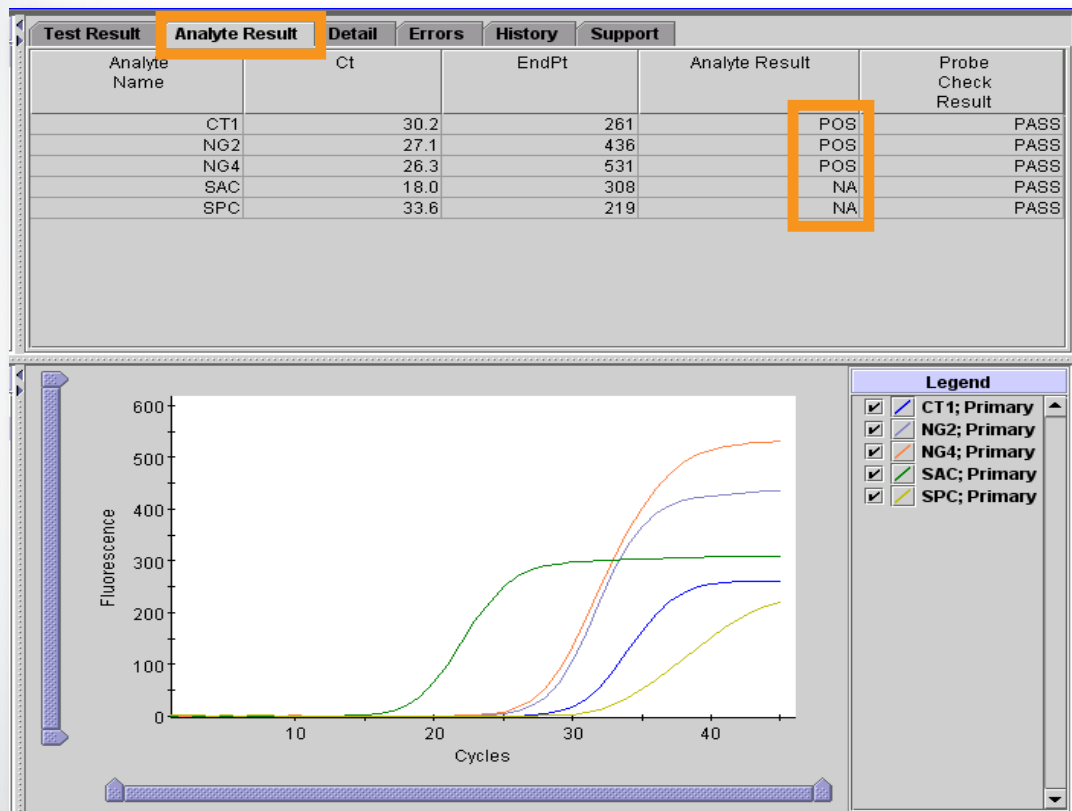 Test Result Analyte Result Detail Errors History Support
Analyte Name Ct EndPt Analyte Result Probe Check Result
CT1 30.2 261 POS PASS
NG2 27.1 436 POS PASS
NG4 26.3 531 POS PASS
SAC 18.0 308 NA PASS
SPC 33.6 219 NA PASS
Legend
CT1; Primary
NG2; Primary
NG4; Primary
SAC; Primary
SPC; Primary
600
500
400
300
200
100
0
Fluorescence
10 20 30 40
Cycles